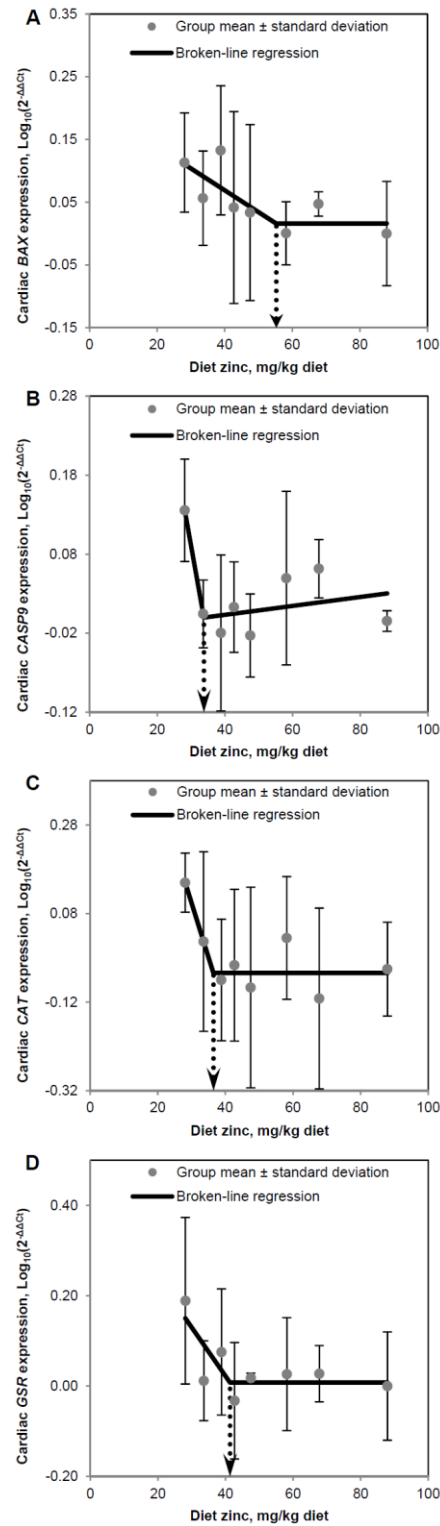 A
Group mean ± standard deviation
Broken-line regression
Cardiac BAX expression, Log₁₀(2^-ΔΔCt)
0.35
0.25
0.15
0.05
-0.05
-0.15
0 20 40 60 80 100
Diet zinc, mg/kg diet
B
Group mean ± standard deviation
Broken-line regression
Cardiac CASP9 expression, Log₁₀(2^-ΔΔCt)
0.28
0.18
0.08
-0.02
-0.12
0 20 40 60 80 100
Diet zinc, mg/kg diet
C
Group mean ± standard deviation
Broken-line regression
Cardiac CAT expression, Log₁₀(2^-ΔΔCt)
0.28
0.08
-0.12
-0.32
0 20 40 60 80 100
Diet zinc, mg/kg diet
D
Group mean ± standard deviation
Broken-line regression
Cardiac GSR expression, Log₁₀(2^-ΔΔCt)
0.40
0.20
0.00
-0.20
0 20 40 60 80 100
Diet zinc, mg/kg diet